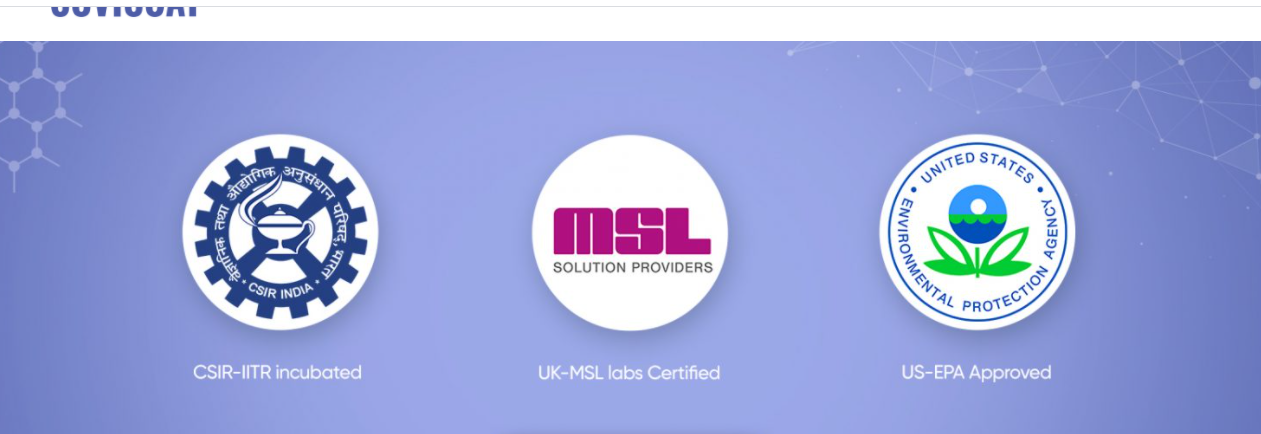 वैज्ञानिक तथा औद्योगिक अनुसंधान परिषद्, भारत
* CSIR INDIA *
MSL
SOLUTION PROVIDERS
UNITED STATES • ENVIRONMENTAL PROTECTION AGENCY •
CSIR-IITR incubated
UK-MSL labs Certified
US-EPA Approved